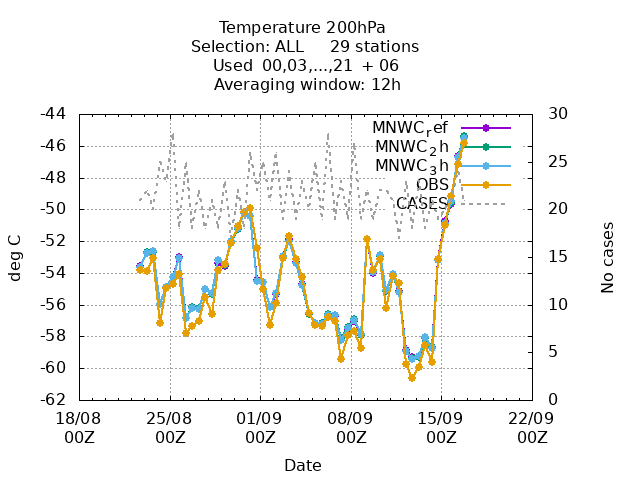 Temperature 200hPa
Selection: ALL 29 stations
Used 00,03,...,21 + 06
Averaging window: 12h
MNWC_ref
MNWC_2h
MNWC_3h
OBS
CASES
deg C
-44
-46
-48
-50
-52
-54
-56
-58
-60
-62
No cases
30
25
20
15
10
5
0
18/08 25/08 01/09 08/09 15/09 22/09
00Z 00Z 00Z 00Z 00Z 00Z
Date